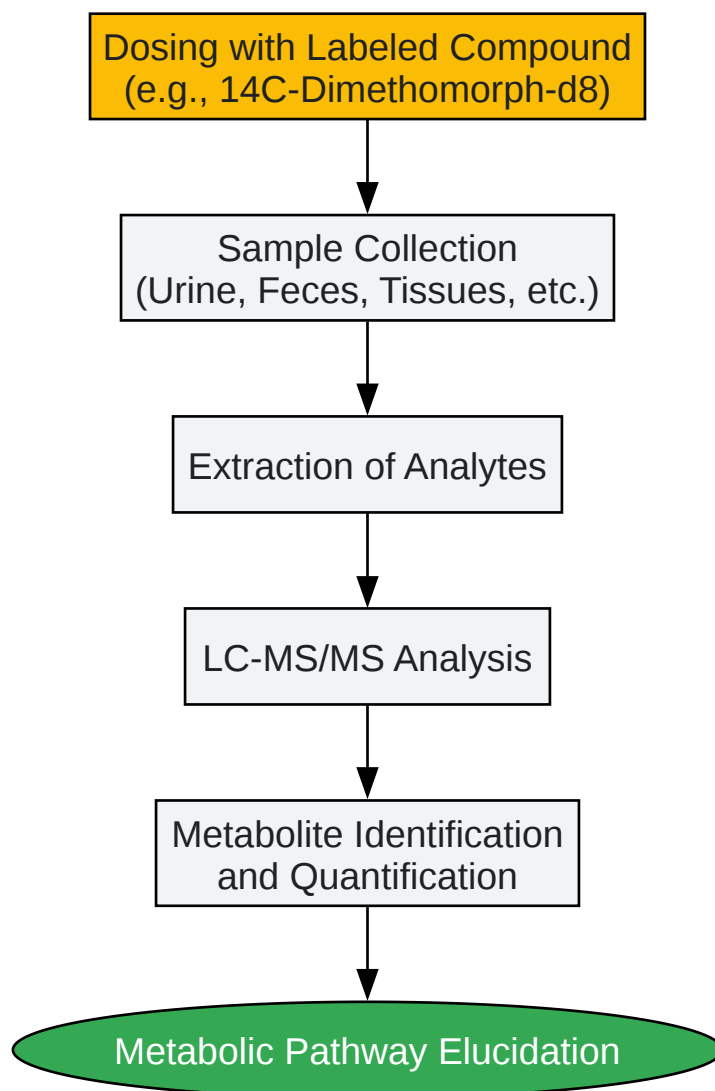 Dosing with Labeled Compound
(e.g., 14C-Dimethomorph-d8)
Sample Collection
(Urine, Feces, Tissues, etc.)
Extraction of Analytes
LC-MS/MS Analysis
Metabolite Identification
and Quantification
Metabolic Pathway Elucidation